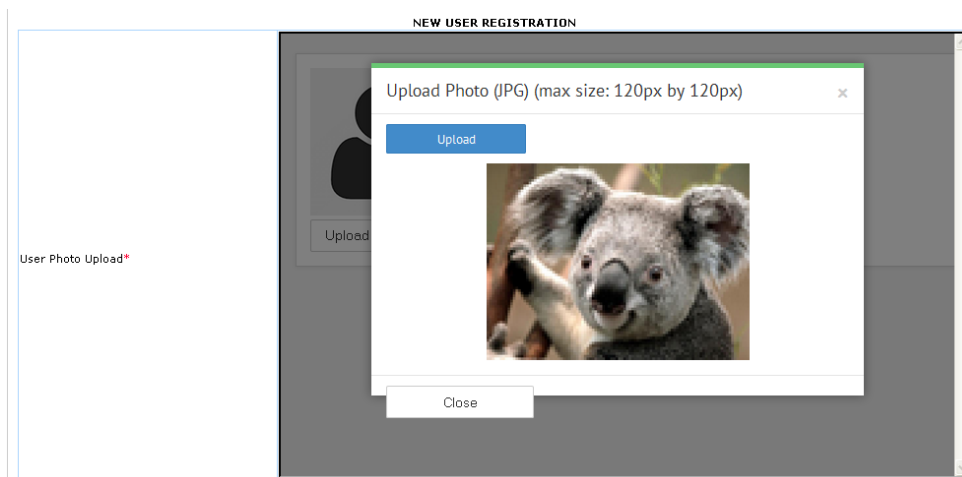 NEW USER REGISTRATION
Upload Photo (JPG) (max size: 120px by 120px) ×
Upload
Upload
User Photo Upload*
Close